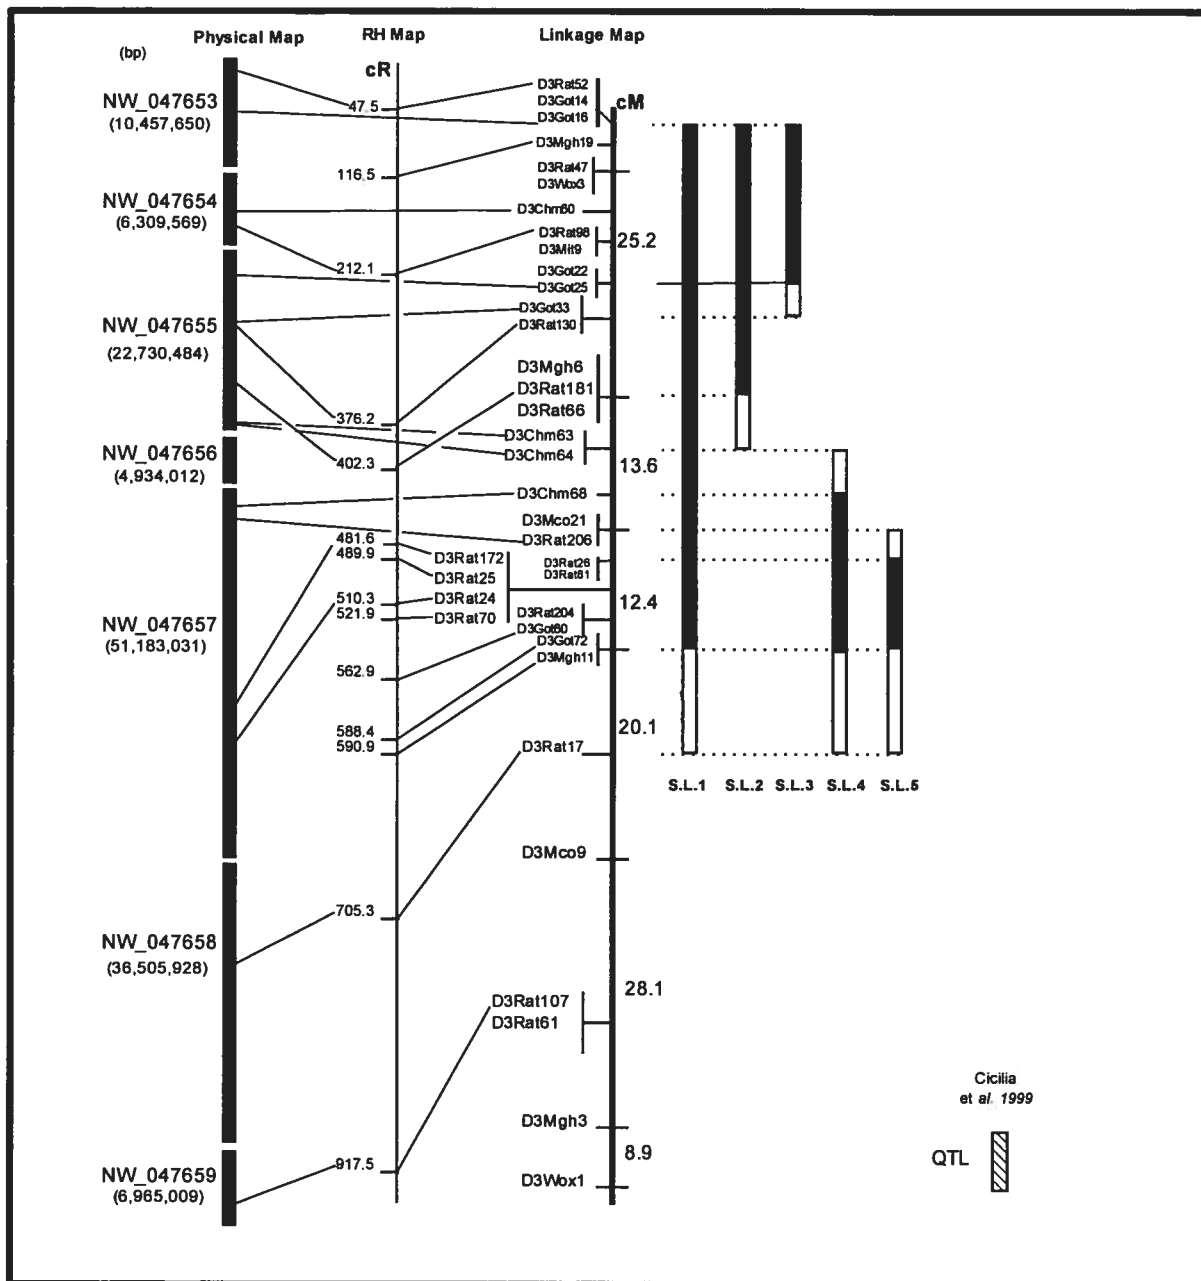 Physical Map
RH Map
Linkage Map
(bp)
cR
cM
NW_047653
(10,457,650)
NW_047654
(6,309,569)
NW_047655
(22,730,484)
NW_047656
(4,934,012)
NW_047657
(51,183,031)
NW_047658
(36,505,928)
NW_047659
(6,965,009)
47.5
116.5
212.1
376.2
402.3
481.6
489.9
510.3
521.9
562.9
588.4
590.9
705.3
917.5
D3Rat52
D3Got14
D3Got16
D3Mgh19
D3Rat47
D3Wox3
D3Chm60
D3Rat98
D3Mit9
D3Got22
D3Got25
D3Got33
D3Rat130
D3Mgh6
D3Rat181
D3Rat66
D3Chm63
D3Chm64
D3Chm68
D3Mco21
D3Rat206
D3Rat172
D3Rat25
D3Rat24
D3Rat70
D3Rat26
D3Rat81
D3Rat204
D3Got60
D3Got72
D3Mgh11
D3Rat17
D3Mco9
D3Rat107
D3Rat61
D3Mgh3
D3Wox1
25.2
13.6
12.4
20.1
28.1
8.9
S.L.1
S.L.2
S.L.3
S.L.4
S.L.5
Cicilia
et al. 1999
QTL